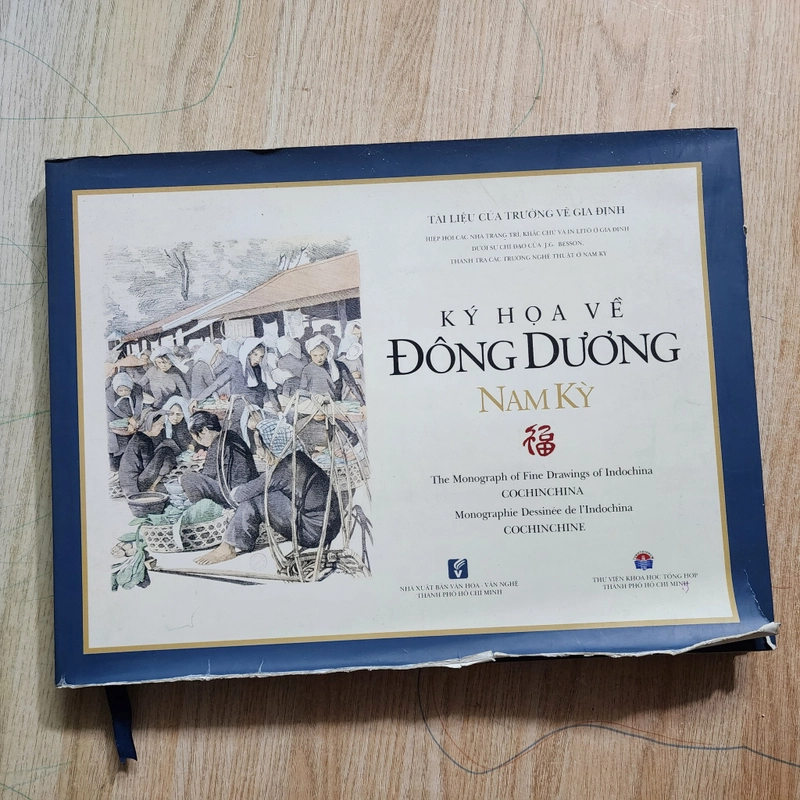 TÀI LIỆU CỦA TRƯỜNG VẼ GIA ĐỊNH
HIỆP HỘI CÁC NHÀ TRANG TRÍ, KHẮC CHỮ VÀ IN LITÔ Ở GIA ĐỊNH
DƯỚI SỰ CHỈ ĐẠO CỦA J.G. BESSON,
THANH TRA CÁC TRƯỜNG NGHỆ THUẬT Ở NAM KỲ
KÝ HỌA VỀ
ĐÔNG DƯƠNG
NAM KỲ
福
The Monograph of Fine Drawings of Indochina
COCHINCHINA
Monographie Dessinée de l'Indochina
COCHINCHINE
NHÀ XUẤT BẢN VĂN HÓA - VĂN NGHỆ
THÀNH PHỐ HỒ CHÍ MINH
THƯ VIỆN KHOA HỌC TỔNG HỢP
THÀNH PHỐ HỒ CHÍ MINH